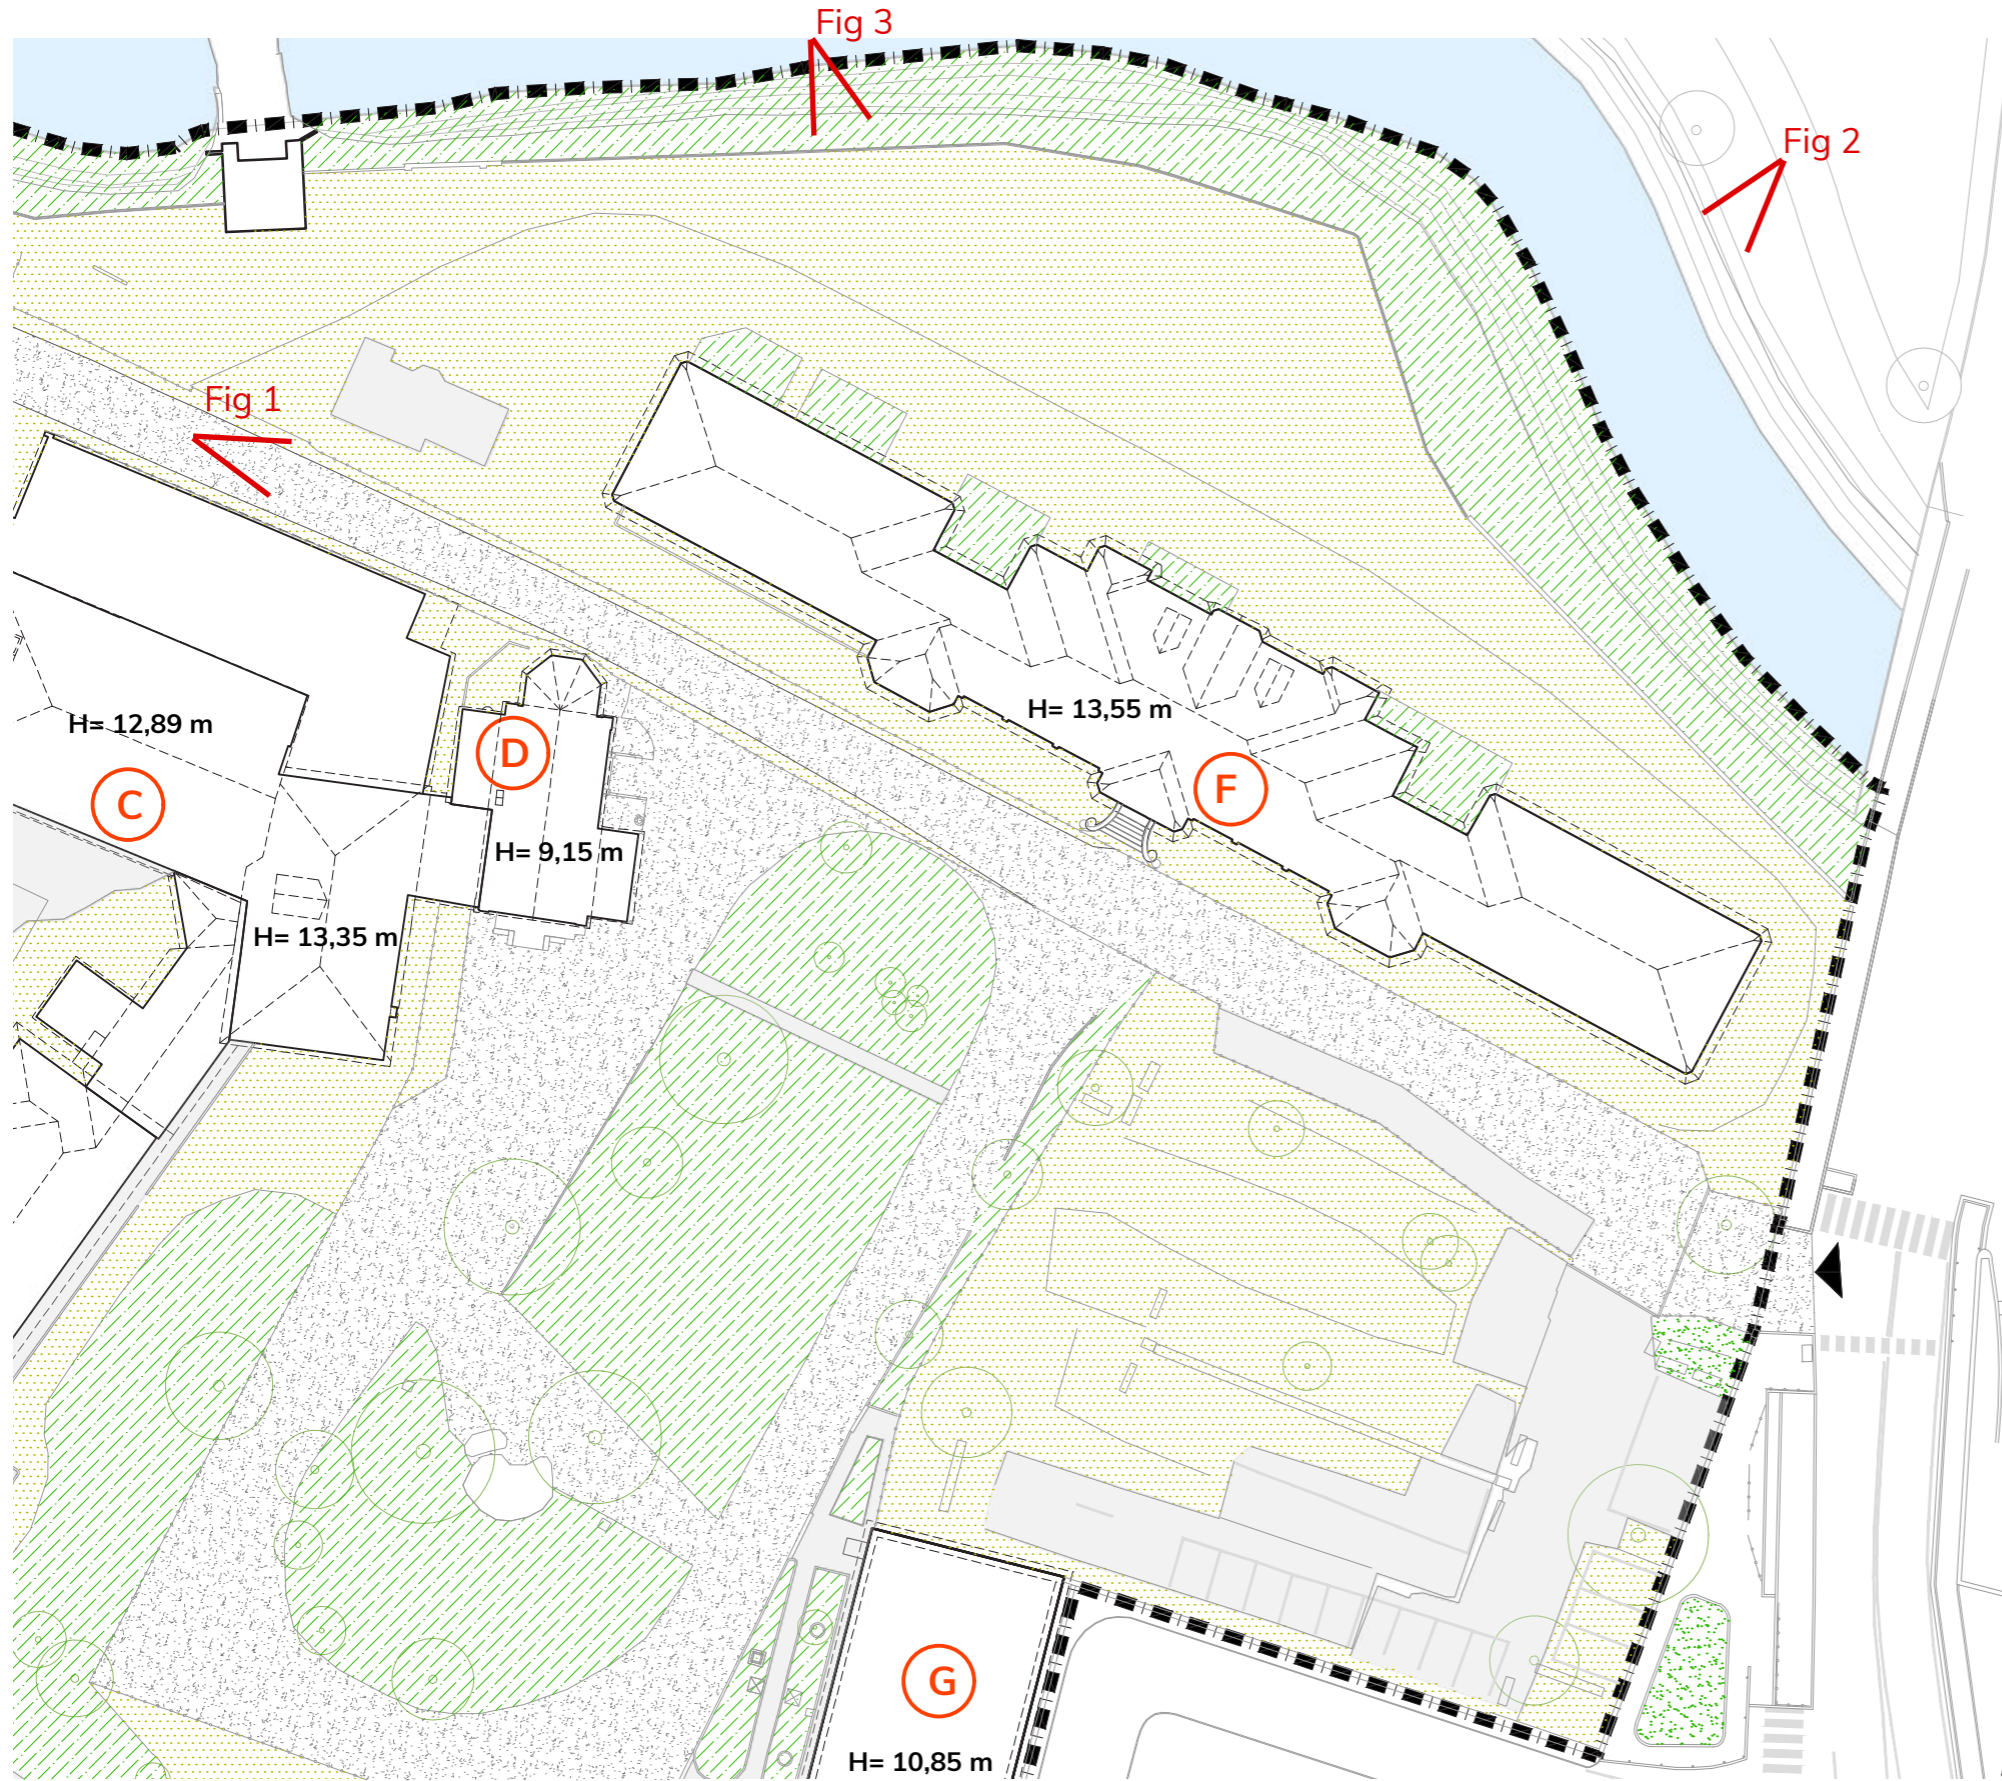 Fig 3
Fig 2
Fig 1
H= 12,89 m
C
D
H= 9,15 m
H= 13,35 m
H= 13,55 m
F
G
H= 10,85 m